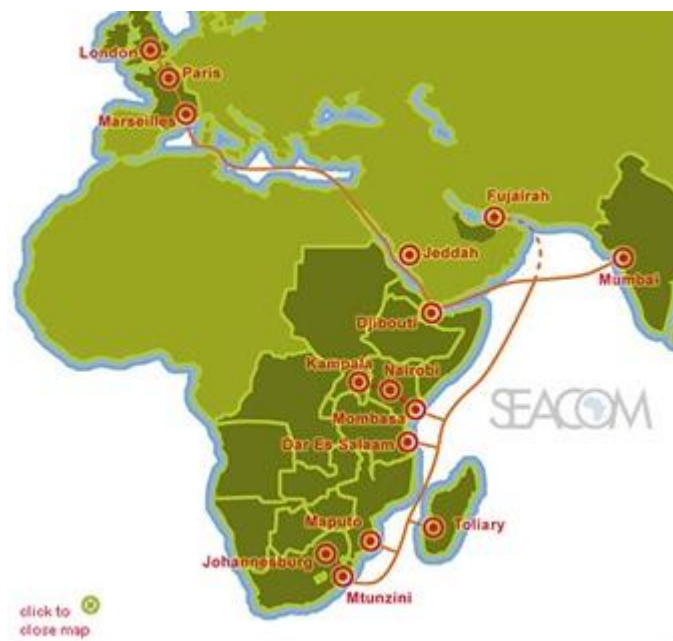 London
Paris
Marseilles
Fujairah
Jeddah
Mumbai
Djibouti
Kampala
Nairobi
SEACOM
Mombasa
Dar Es Salaam
Maputo
Toliary
Johannesburg
Mtunzini
click to
close map